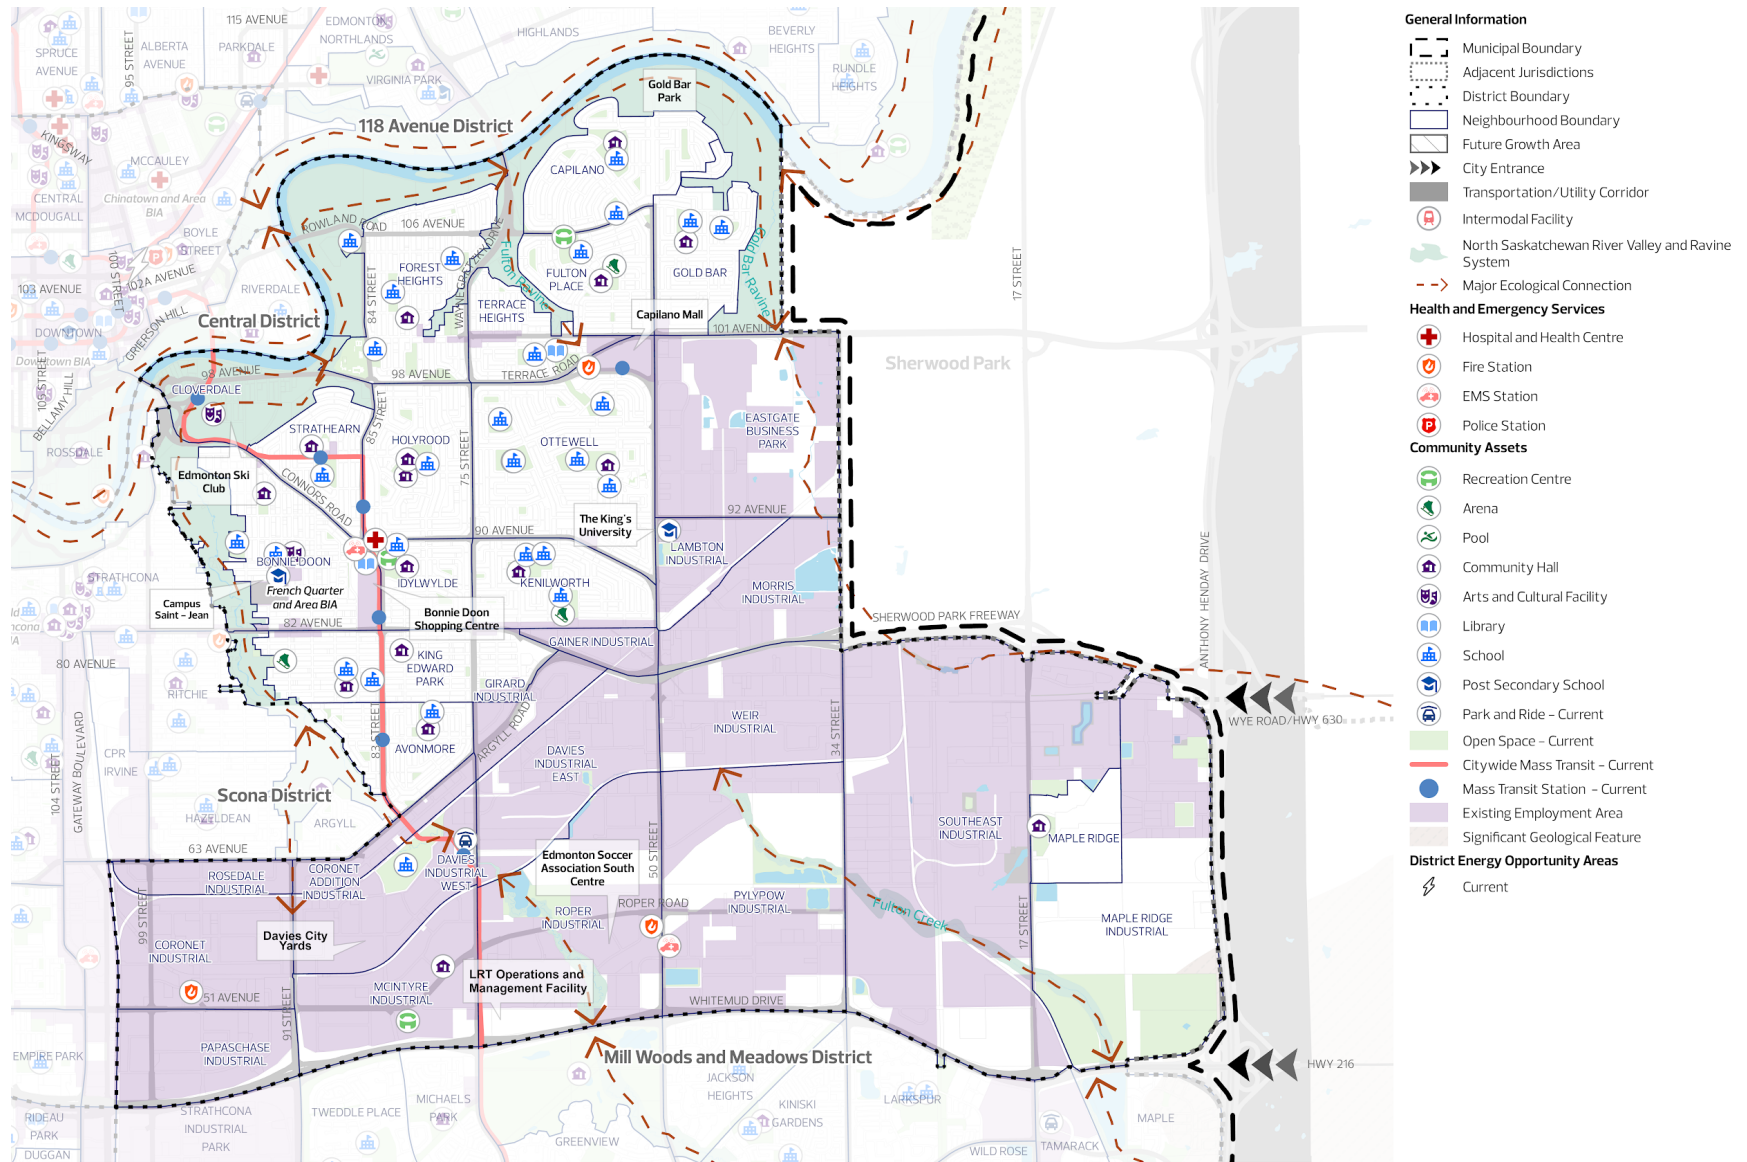 115 AVENUE
EDMONTON
NORTHLANDS
HIGHLANDS
BEVERLY
HEIGHTS
SPRUCE
AVENUE
95 STREET
ALBERTA
AVENUE
PARKDALE
VIRGINIA PARK
RUNDLE
HEIGHTS
Gold Bar
Park
118 Avenue District
KINGSWAY
MCCAULEY
CAPILANO
CENTRAL
MCDOUGALL
Chinatown and Area
BIA
BOYLE
STREET
ROWLAND ROAD
106 AVENUE
WAYNE GRETZKY DRIVE
Fulton Ravine
Gold Bar Ravine
100 STREET
102A AVENUE
103 AVENUE
RIVERDALE
84 STREET
FOREST
HEIGHTS
FULTON
PLACE
GOLD BAR
17 STREET
TERRACE
HEIGHTS
Capilano Mall
101 AVENUE
Central District
DOWNTOWN
Downtown BIA
GRIERSON HILL
98 AVENUE
98 AVENUE
TERRACE ROAD
Sherwood Park
105 STREET
BELLAMY HILL
CLOVERDALE
STRATHEARN
85 STREET
HOLYROOD
75 STREET
OTTEWELL
EASTGATE
BUSINESS
PARK
ROSSDALE
Edmonton Ski
Club
CONNORS ROAD
90 AVENUE
The King's
University
92 AVENUE
LAMBTON
INDUSTRIAL
MORRIS
INDUSTRIAL
STRATHCONA
BONNIE DOON
French Quarter
and Area BIA
IDYLWYLDE
KENILWORTH
ANTHONY HENDAY DRIVE
Campus
Saint – Jean
Bonnie Doon
Shopping Centre
82 AVENUE
SHERWOOD PARK FREEWAY
GAINER INDUSTRIAL
80 AVENUE
RITCHIE
KING
EDWARD
PARK
GIRARD
INDUSTRIAL
WEIR
INDUSTRIAL
34 STREET
WYE ROAD/HWY 630
GATEWAY BOULEVARD
104 STREET
CPR
IRVINE
83 STREET
AVONMORE
ARGYLL ROAD
DAVIES
INDUSTRIAL
EAST
Scona District
HAZELDEAN
ARGYLL
63 AVENUE
SOUTHEAST
INDUSTRIAL
MAPLE RIDGE
50 STREET
Edmonton Soccer
Association South
Centre
DAVIES
INDUSTRIAL
WEST
ROSEDALE
INDUSTRIAL
CORONET
ADDITION
INDUSTRIAL
99 STREET
ROPER ROAD
ROPER
INDUSTRIAL
PYLYPOW
INDUSTRIAL
Fulton Creek
17 STREET
MAPLE RIDGE
INDUSTRIAL
Davies City
Yards
CORONET
INDUSTRIAL
LRT Operations and
Management Facility
MCINTYRE
INDUSTRIAL
51 AVENUE
91 STREET
WHITEMUD DRIVE
PAPASCHASE
INDUSTRIAL
EMPIRE PARK
Mill Woods and Meadows District
HWY 216
JACKSON
HEIGHTS
RIDEAU
PARK
DUGGAN
STRATHCONA
INDUSTRIAL
PARK
TWEDDLE PLACE
MICHAELS
PARK
GREENVIEW
KINISKI
GARDENS
LARKSPUR
WILD ROSE
TAMARACK
MAPLE
General Information
Municipal Boundary
Adjacent Jurisdictions
District Boundary
Neighbourhood Boundary
Future Growth Area
City Entrance
Transportation/Utility Corridor
Intermodal Facility
North Saskatchewan River Valley and Ravine
System
Major Ecological Connection
Health and Emergency Services
Hospital and Health Centre
Fire Station
EMS Station
Police Station
Community Assets
Recreation Centre
Arena
Pool
Community Hall
Arts and Cultural Facility
Library
School
Post Secondary School
Park and Ride – Current
Open Space – Current
Citywide Mass Transit – Current
Mass Transit Station – Current
Existing Employment Area
Significant Geological Feature
District Energy Opportunity Areas
Current